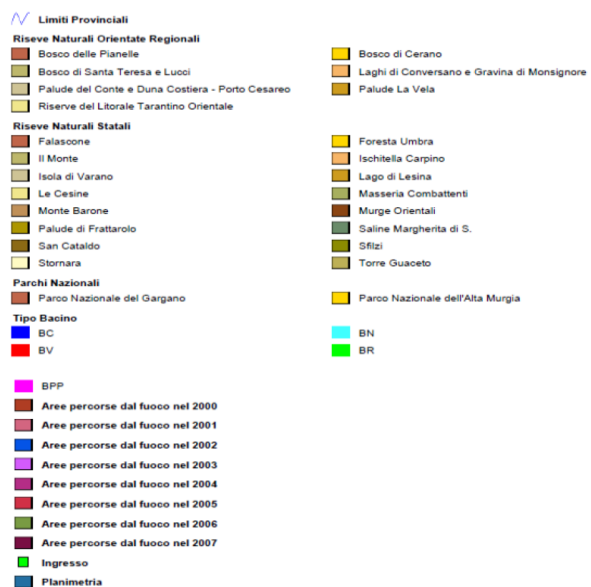 Limiti Provinciali
Riseve Naturali Orientate Regionali
Bosco delle Pianelle
Bosco di Cerano
Bosco di Santa Teresa e Lucci
Laghi di Conversano e Gravina di Monsignore
Palude del Conte e Duna Costiera - Porto Cesareo
Palude La Vela
Riserve del Litorale Tarantino Orientale
Riseve Naturali Statali
Falascone
Foresta Umbra
Il Monte
Ischitella Carpino
Isola di Varano
Lago di Lesina
Le Cesine
Masseria Combattenti
Monte Barone
Murge Orientali
Palude di Frattarolo
Saline Margherita di S.
San Cataldo
Sfilzi
Stornara
Torre Guaceto
Parchi Nazionali
Parco Nazionale del Gargano
Parco Nazionale dell'Alta Murgia
Tipo Bacino
BC
BN
BV
BR
BPP
Aree percorse dal fuoco nel 2000
Aree percorse dal fuoco nel 2001
Aree percorse dal fuoco nel 2002
Aree percorse dal fuoco nel 2003
Aree percorse dal fuoco nel 2004
Aree percorse dal fuoco nel 2005
Aree percorse dal fuoco nel 2006
Aree percorse dal fuoco nel 2007
Ingresso
Planimetria